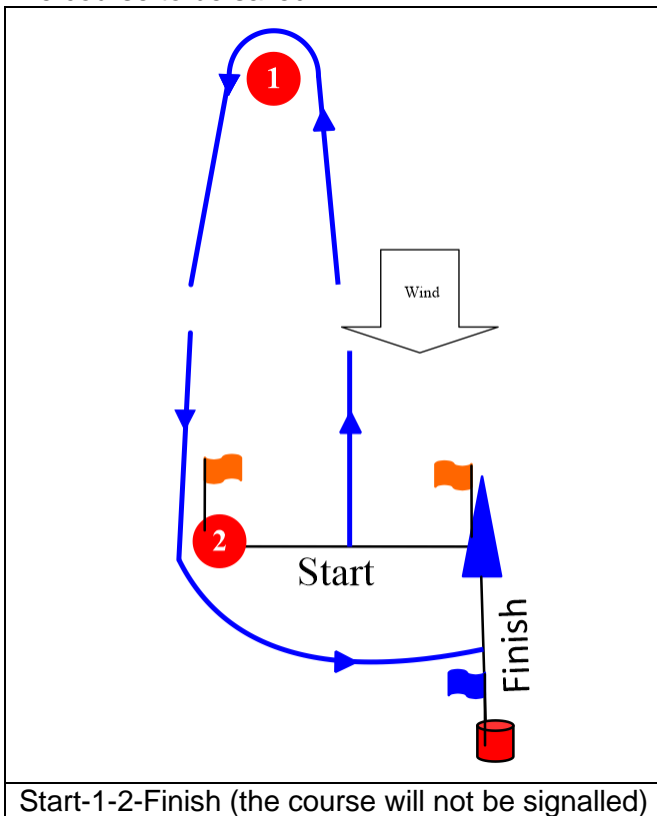 1
Wind
2
Start
Finish
Start-1-2-Finish (the course will not be signalled)